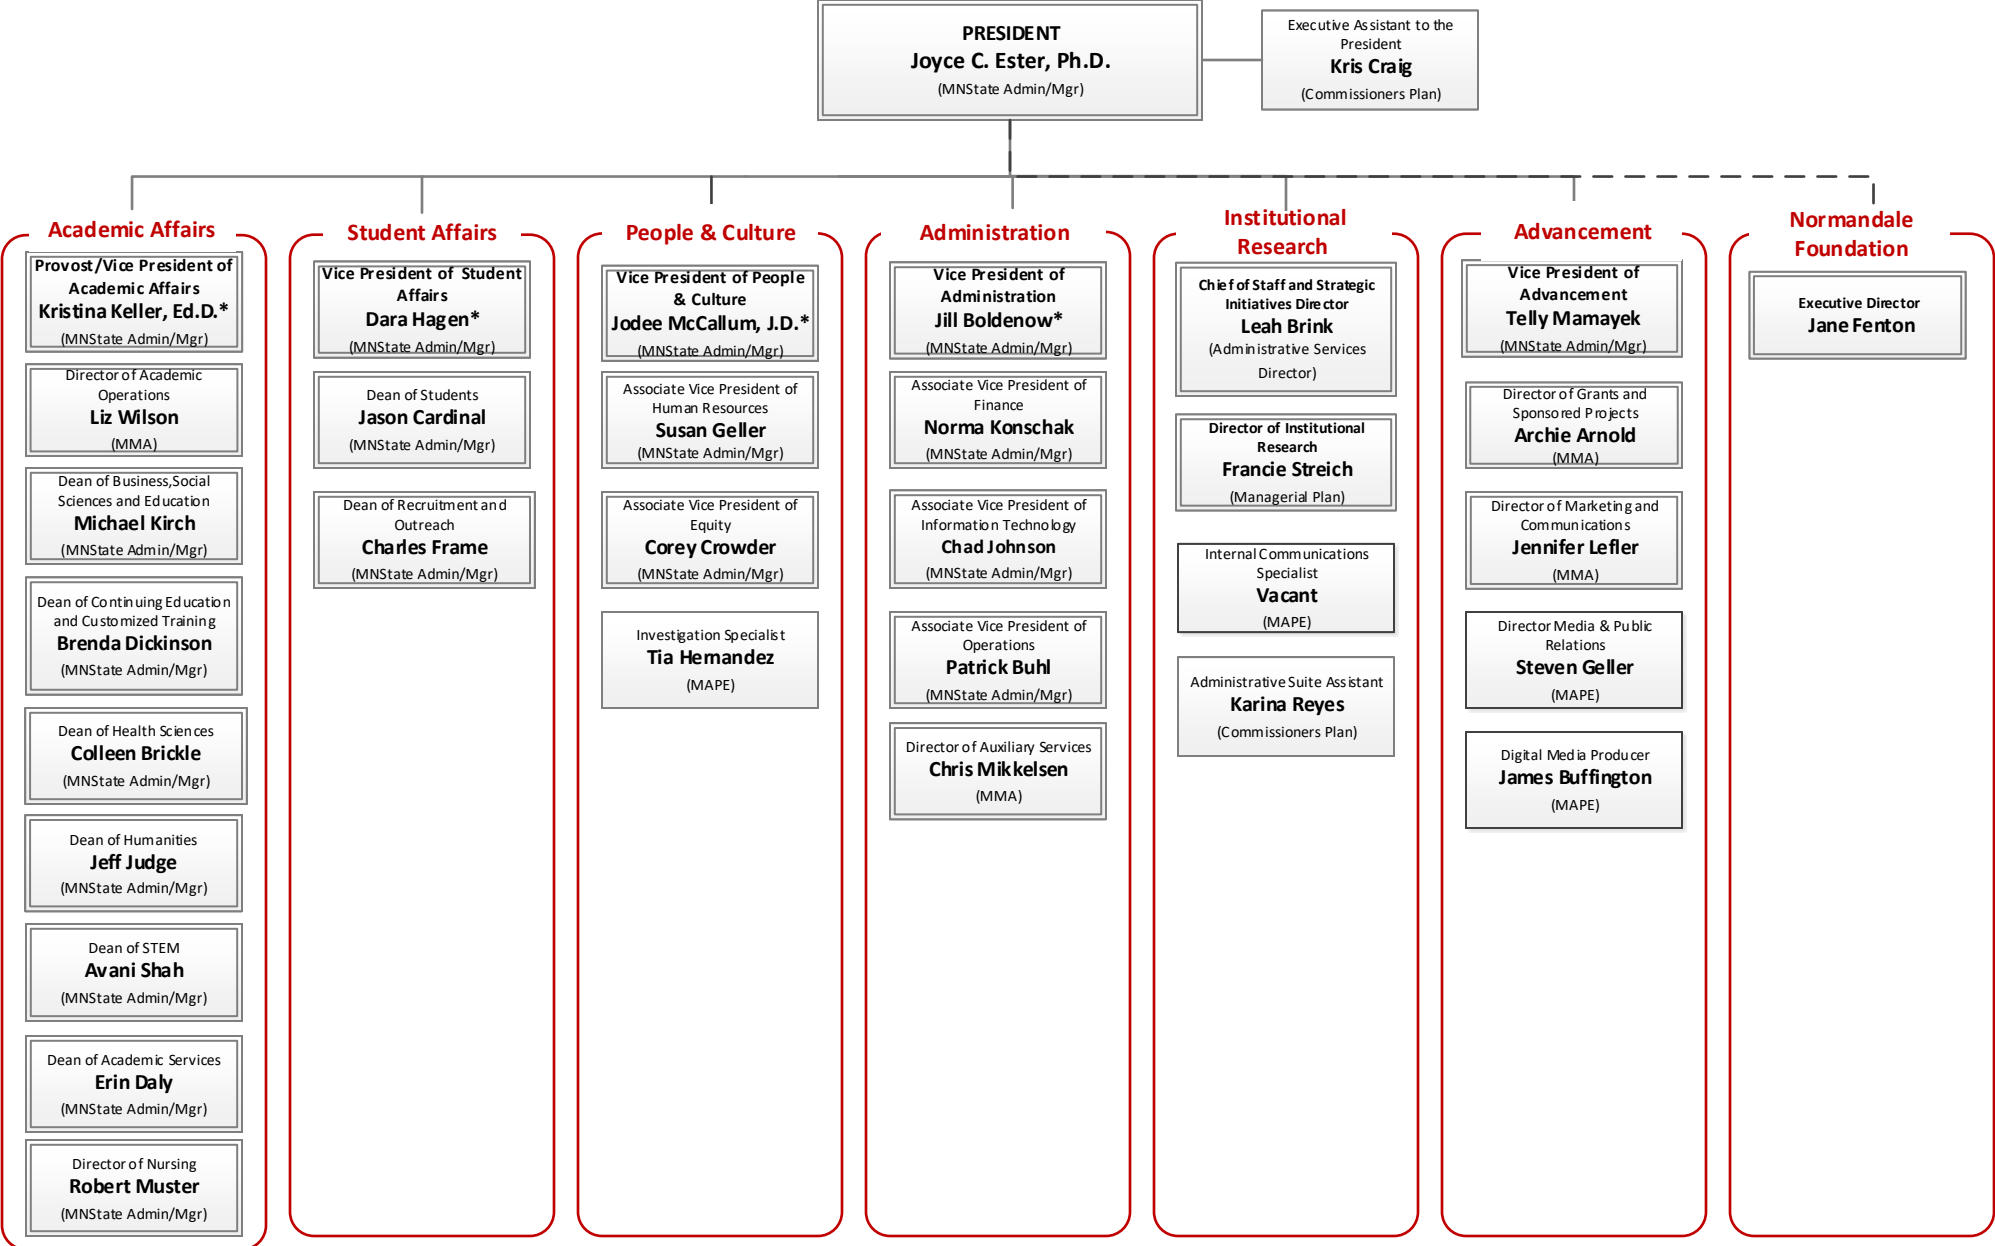 PRESIDENT
Joyce C. Ester, Ph.D.
(MNState Admin/Mgr)
Executive Assistant to the
President
Kris Craig
(Commissioners Plan)
Academic Affairs
Provost/Vice President of
Academic Affairs
Kristina Keller, Ed.D.*
(MNState Admin/Mgr)
Director of Academic
Operations
Liz Wilson
(MMA)
Dean of Business,Social
Sciences and Education
Michael Kirch
(MNState Admin/Mgr)
Dean of Continuing Education
and Customized Training
Brenda Dickinson
(MNState Admin/Mgr)
Dean of Health Sciences
Colleen Brickle
(MNState Admin/Mgr)
Dean of Humanities
Jeff Judge
(MNState Admin/Mgr)
Dean of STEM
Avani Shah
(MNState Admin/Mgr)
Dean of Academic Services
Erin Daly
(MNState Admin/Mgr)
Director of Nursing
Robert Muster
(MNState Admin/Mgr)
Student Affairs
Vice President of Student
Affairs
Dara Hagen*
(MNState Admin/Mgr)
Dean of Students
Jason Cardinal
(MNState Admin/Mgr)
Dean of Recruitment and
Outreach
Charles Frame
(MNState Admin/Mgr)
People & Culture
Vice President of People
& Culture
Jodee McCallum, J.D.*
(MNState Admin/Mgr)
Associate Vice President of
Human Resources
Susan Geller
(MNState Admin/Mgr)
Associate Vice President of
Equity
Corey Crowder
(MNState Admin/Mgr)
Investigation Specialist
Tia Hernandez
(MAPE)
Administration
Vice President of
Administration
Jill Boldenow*
(MNState Admin/Mgr)
Associate Vice President of
Finance
Norma Konschak
(MNState Admin/Mgr)
Associate Vice President of
Information Technology
Chad Johnson
(MNState Admin/Mgr)
Associate Vice President of
Operations
Patrick Buhl
(MNState Admin/Mgr)
Director of Auxiliary Services
Chris Mikkelsen
(MMA)
Institutional
Research
Chief of Staff and Strategic
Initiatives Director
Leah Brink
(Administrative Services
Director)
Director of Institutional
Research
Francie Streich
(Managerial Plan)
Internal Communications
Specialist
Vacant
(MAPE)
Administrative Suite Assistant
Karina Reyes
(Commissioners Plan)
Advancement
Vice President of
Advancement
Telly Mamayek
(MNState Admin/Mgr)
Director of Grants and
Sponsored Projects
Archie Arnold
(MMA)
Director of Marketing and
Communications
Jennifer Lefler
(MMA)
Director Media & Public
Relations
Steven Geller
(MAPE)
Digital Media Producer
James Buffington
(MAPE)
Normandale
Foundation
Executive Director
Jane Fenton